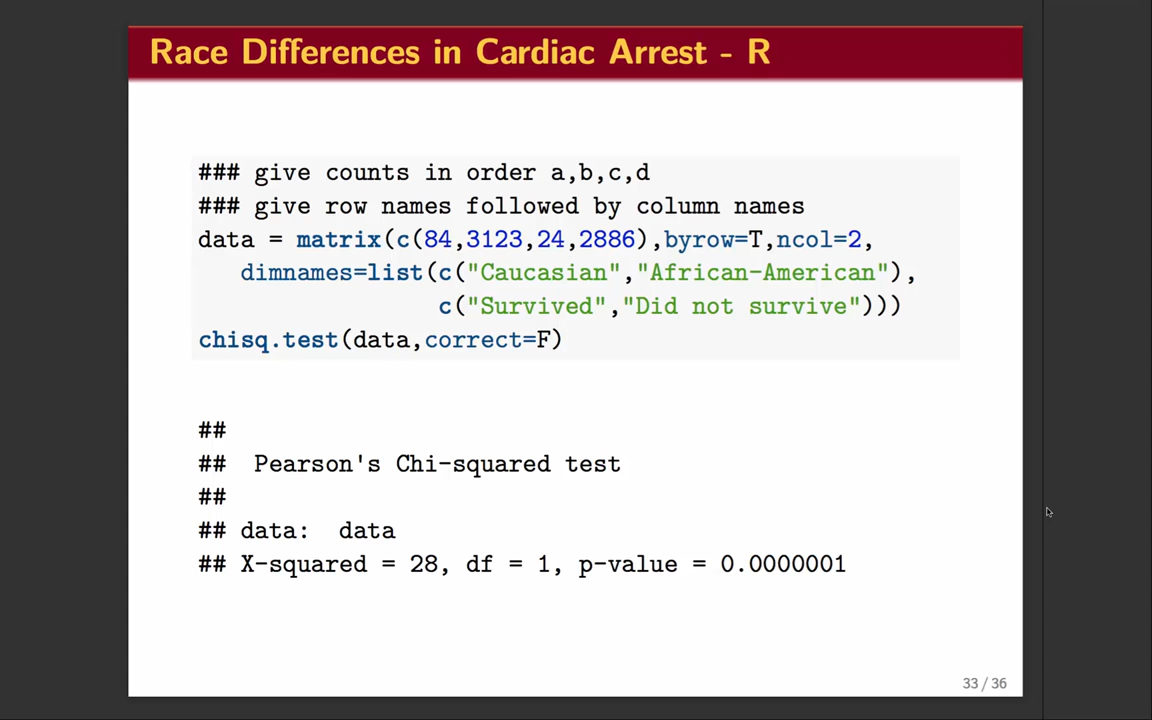 Race Differences in Cardiac Arrest - R
### give counts in order a,b,c,d
### give row names followed by column names
data = matrix(c(84,3123,24,2886),byrow=T,ncol=2,
dimnames=list(c("Caucasian","African-American"),
c("Survived","Did not survive")))
chisq.test(data,correct=F)
##
## Pearson's Chi-squared test
##
## data: data
## X-squared = 28, df = 1, p-value = 0.0000001
33 / 36